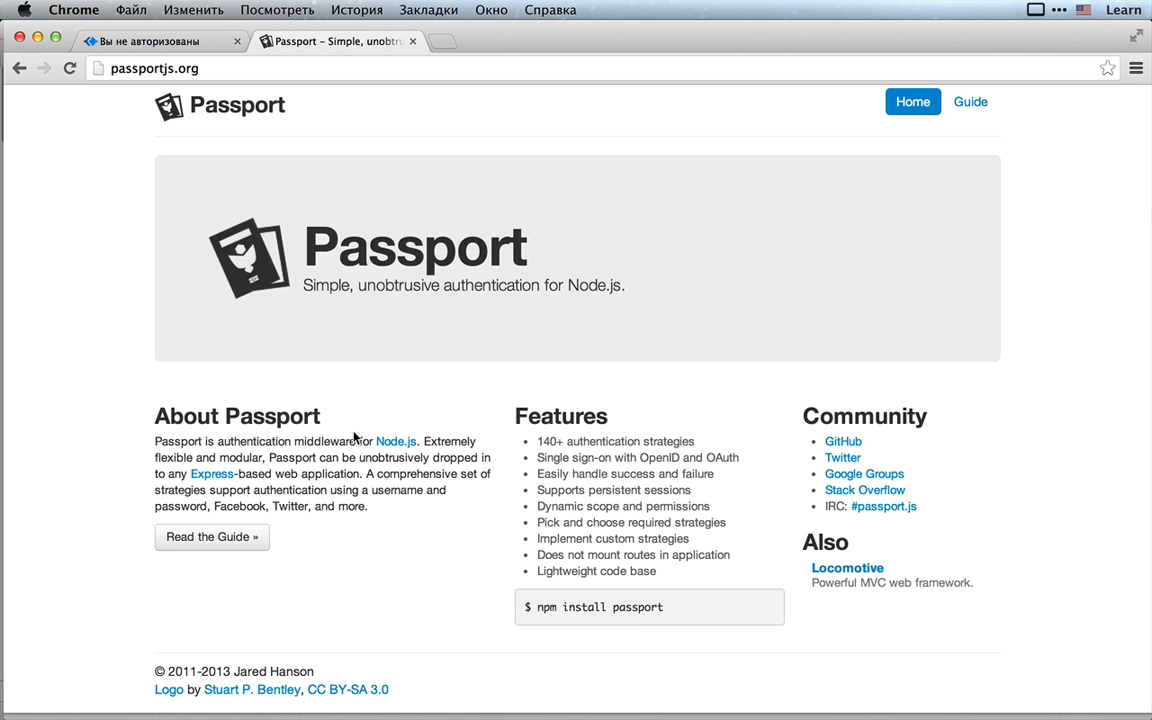 Chrome Файл Изменить Посмотреть История Закладки Окно Справка Learn
Вы не авторизованы
Passport – Simple, unobtru
passportjs.org
Passport
Home Guide
Passport
Simple, unobtrusive authentication for Node.js.
About Passport
Passport is authentication middleware for Node.js. Extremely
flexible and modular, Passport can be unobtrusively dropped in
to any Express-based web application. A comprehensive set of
strategies support authentication using a username and
password, Facebook, Twitter, and more.
Read the Guide »
Features
• 140+ authentication strategies
• Single sign-on with OpenID and OAuth
• Easily handle success and failure
• Supports persistent sessions
• Dynamic scope and permissions
• Pick and choose required strategies
• Implement custom strategies
• Does not mount routes in application
• Lightweight code base
$ npm install passport
Community
• GitHub
• Twitter
• Google Groups
• Stack Overflow
• IRC: #passport.js
Also
Locomotive
Powerful MVC web framework.
© 2011-2013 Jared Hanson
Logo by Stuart P. Bentley, CC BY-SA 3.0